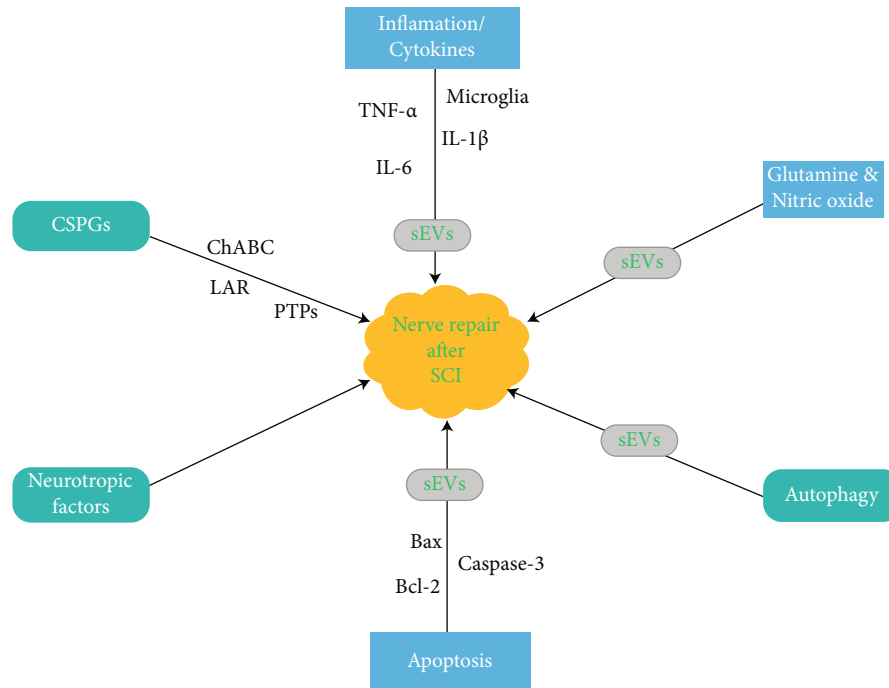 Inflamation/
Cytokines
TNF-α
Microglia
IL-1β
IL-6
Glutamine &
Nitric oxide
CSPGs
sEVs
ChABC
sEVs
LAR
PTPs
Nerve repair
after
SCI
sEVs
Neurotropic
factors
sEVs
Autophagy
Bax
Caspase-3
Bcl-2
Apoptosis